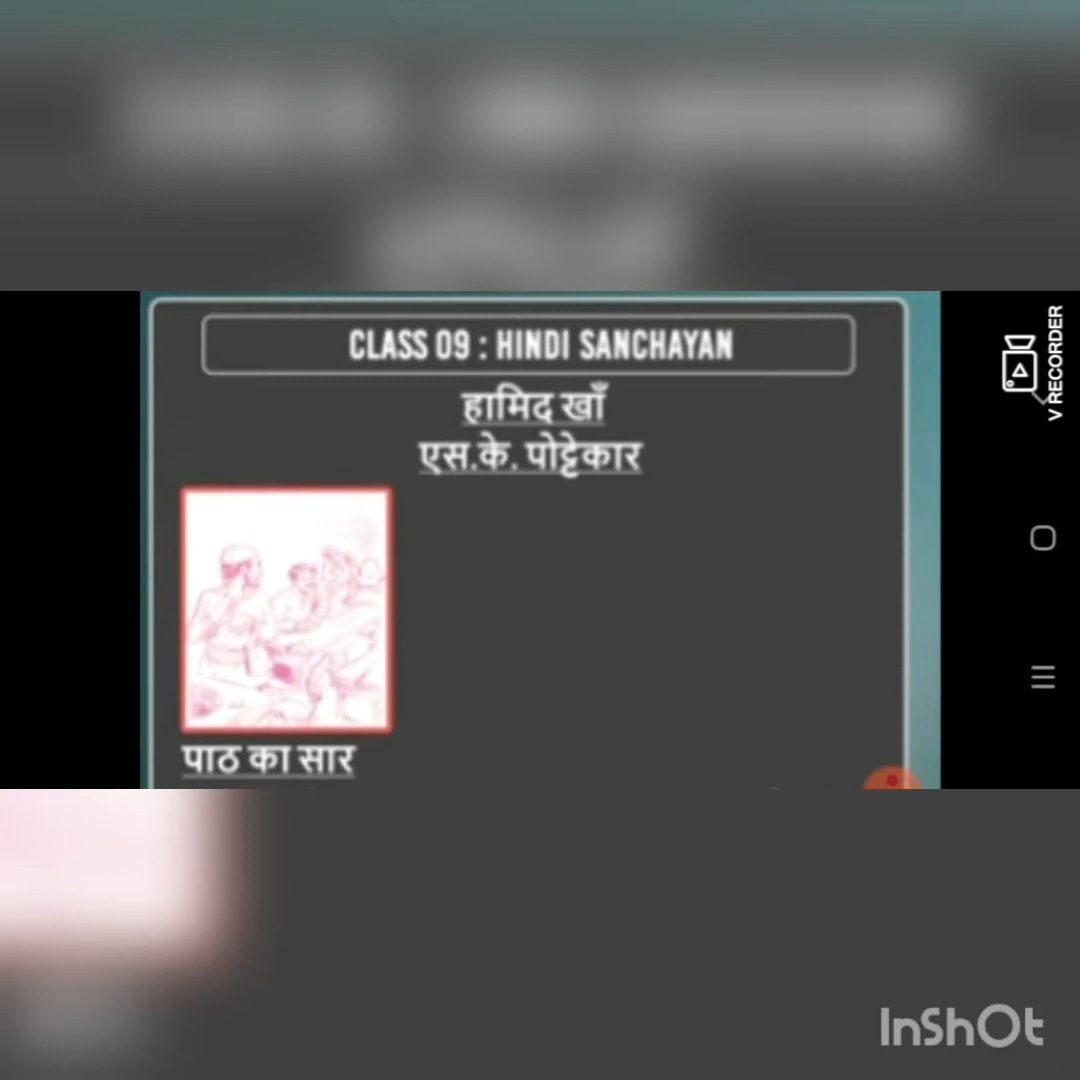 CLASS 09 : HINDI SANCHAYAN
हामिद खाँ
एस.के. पोट्टेकार
पाठ का सार
V RECORDER
InShOt